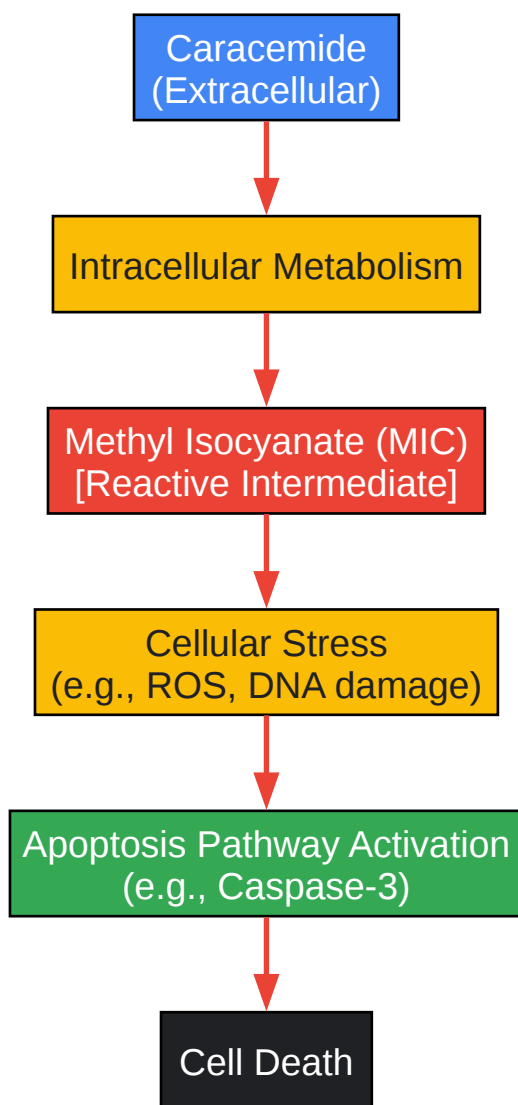 Caracemide
(Extracellular)
Intracellular Metabolism
Methyl Isocyanate (MIC)
[Reactive Intermediate]
Cellular Stress
(e.g., ROS, DNA damage)
Apoptosis Pathway Activation
(e.g., Caspase-3)
Cell Death